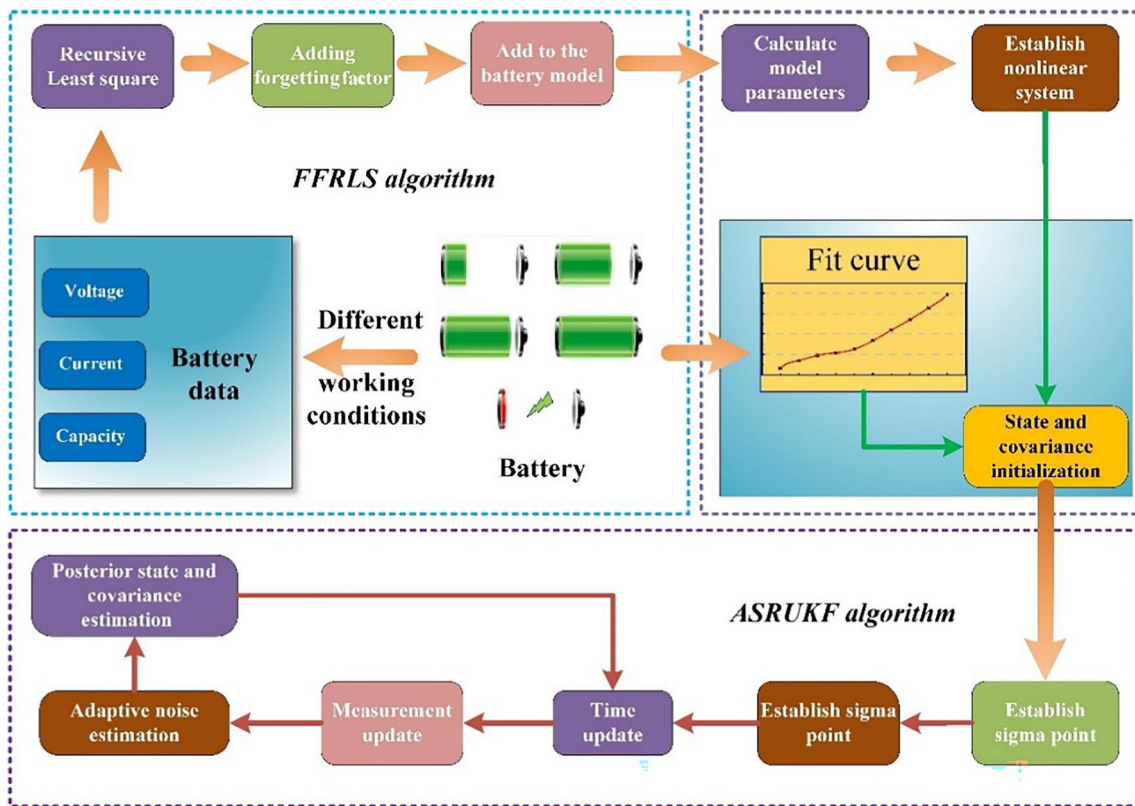 Recursive
Least square
Adding
forgetting factor
Add to the
battery model
Calculate
model
parameters
Establish
nonlinear
system
FFRLS algorithm
Voltage
Current
Capacity
Battery
data
Different
working
conditions
Battery
Fit curve
State and
covariance
initialization
Posterior state and
covariance
estimation
ASRUKF algorithm
Adaptive noise
estimation
Measurement
update
Time
update
Establish sigma
point
Establish
sigma point